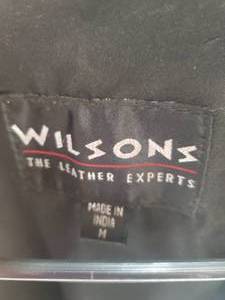 WILSONS
THE LEATHER EXPERTS
MADE IN
INDIA
M